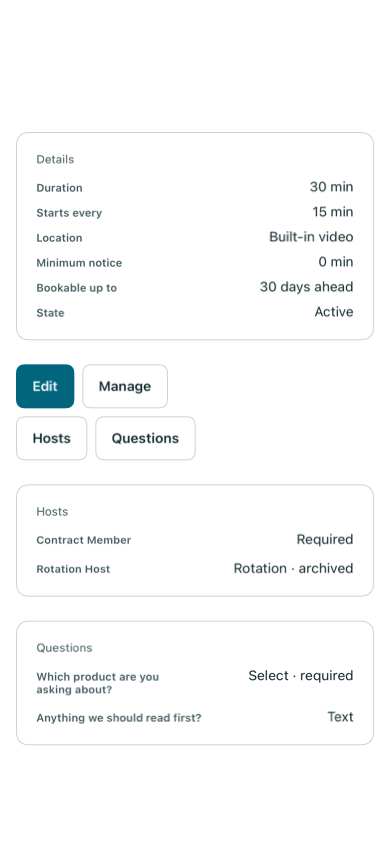 Details
Duration 30 min
Starts every 15 min
Location Built-in video
Minimum notice 0 min
Bookable up to 30 days ahead
State Active
Edit Manage
Hosts Questions
Hosts
Contract Member Required
Rotation Host Rotation · archived
Questions
Which product are you Select · required
asking about?
Anything we should read first? Text